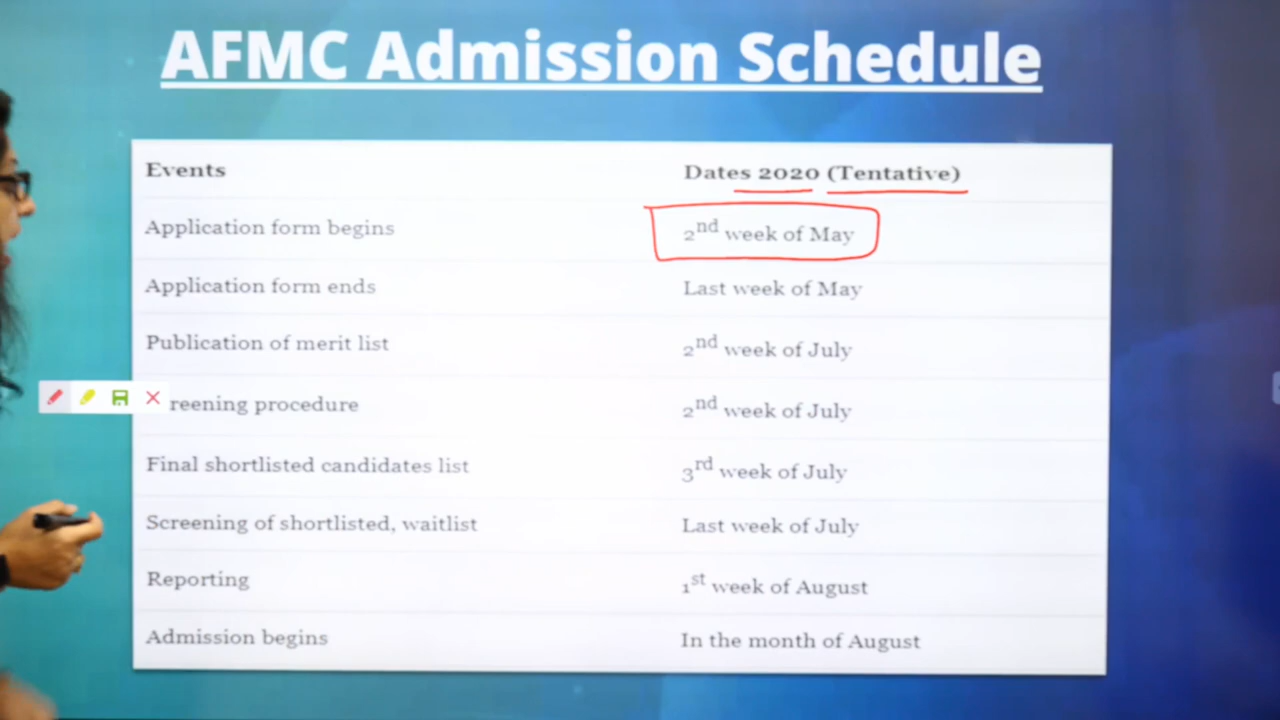 AFMC Admission Schedule
Events Dates 2020 (Tentative)
Application form begins 2nd week of May
Application form ends Last week of May
Publication of merit list 2nd week of July
reening procedure 2nd week of July
Final shortlisted candidates list 3rd week of July
Screening of shortlisted, waitlist Last week of July
Reporting 1st week of August
Admission begins In the month of August